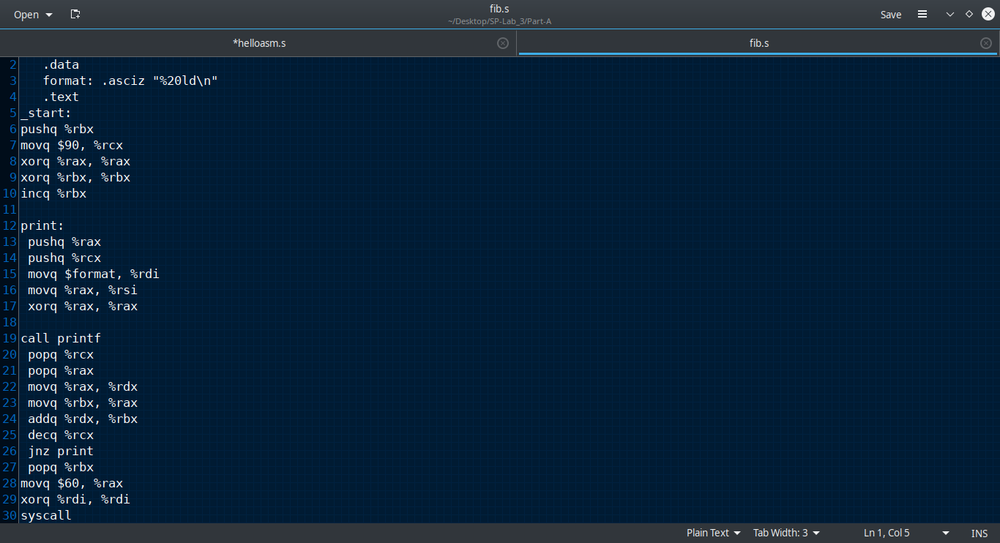 Open
fib.s
~/Desktop/SP-Lab_3/Part-A
Save
*helloasm.s
fib.s
2 .data
3 format: .asciz "%20ld\n"
4 .text
5 _start:
6 pushq %rbx
7 movq $90, %rcx
8 xorq %rax, %rax
9 xorq %rbx, %rbx
10 incq %rbx
11
12 print:
13 pushq %rax
14 pushq %rcx
15 movq $format, %rdi
16 movq %rax, %rsi
17 xorq %rax, %rax
18
19 call printf
20 popq %rcx
21 popq %rax
22 movq %rax, %rdx
23 movq %rbx, %rax
24 addq %rdx, %rbx
25 decq %rcx
26 jnz print
27 popq %rbx
28 movq $60, %rax
29 xorq %rdi, %rdi
30 syscall
Plain Text Tab Width: 3 Ln 1, Col 5 INS